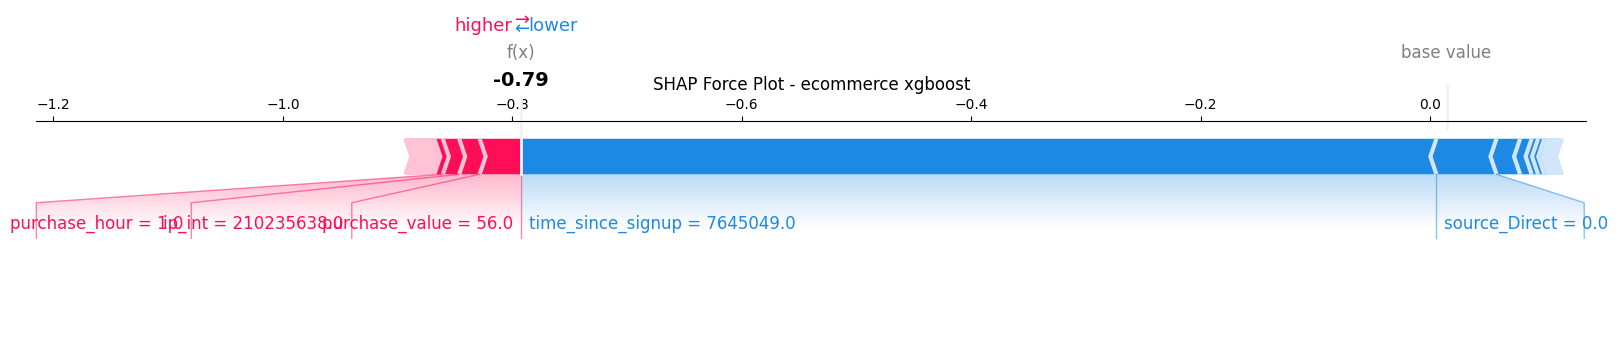 higher ⇄ lower
f(x)
base value
-0.79
SHAP Force Plot - ecommerce xgboost
−1.2 −1.0 −0.3 −0.6 −0.4 −0.2 0.0
purchase_hour = 1.0 ip_int = 210235638.0 purchase_value = 56.0 time_since_signup = 7645049.0 source_Direct = 0.0